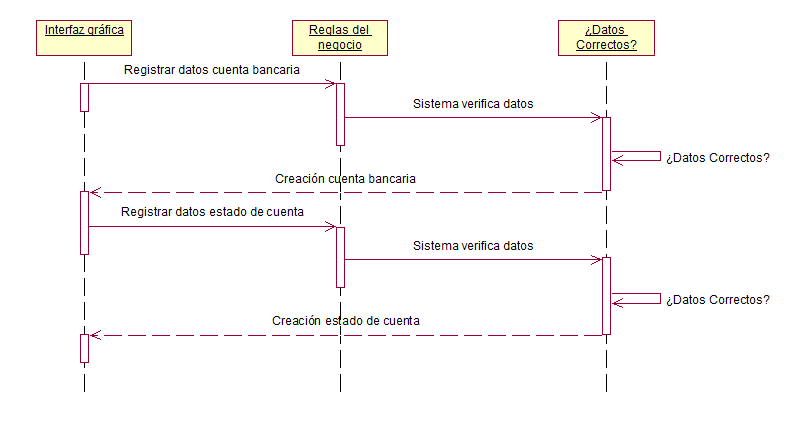 Interfaz gráfica
Reglas del
negocio
¿Datos
Correctos?
Registrar datos cuenta bancaria
Sistema verifica datos
¿Datos Correctos?
Creación cuenta bancaria
Registrar datos estado de cuenta
Sistema verifica datos
¿Datos Correctos?
Creación estado de cuenta